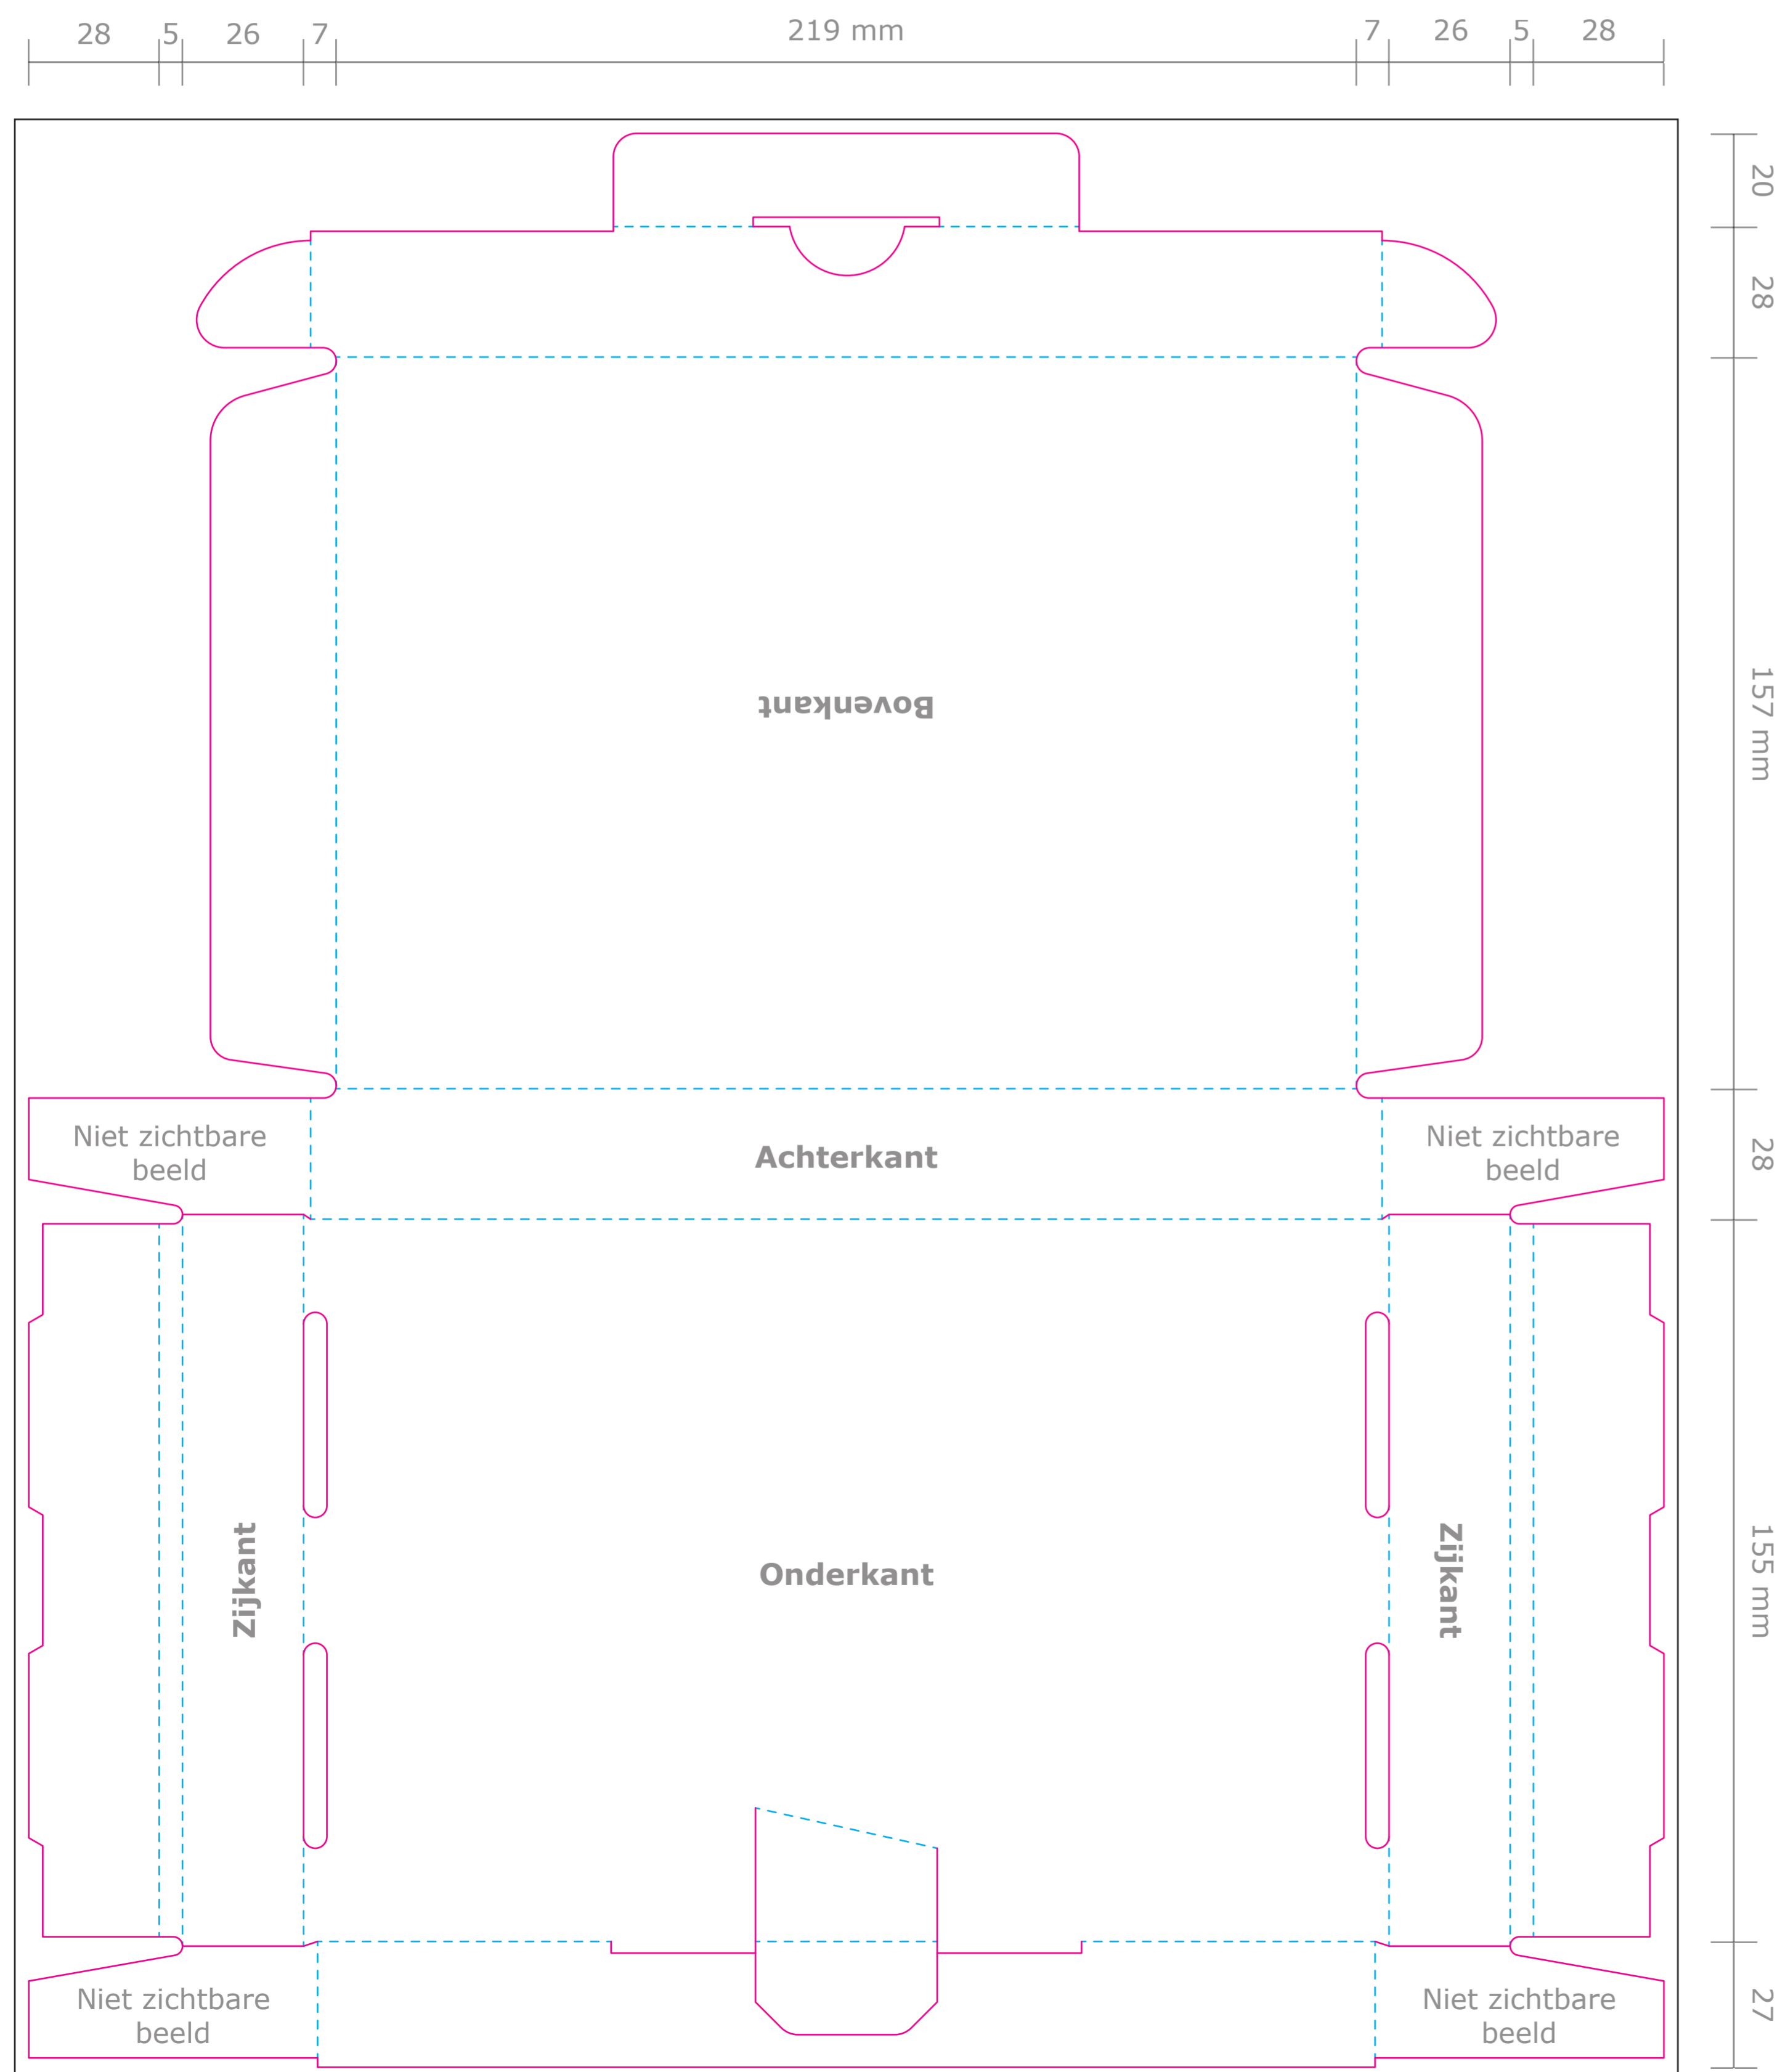 28 5 26 7 219 mm 7 26 5 28
20
28
157 mm
Bovenkant
28
Niet zichtbare
beeld
Achterkant
Niet zichtbare
beeld
155 mm
Zijkant
Onderkant
Zijkant
27
Niet zichtbare
beeld
Niet zichtbare
beeld